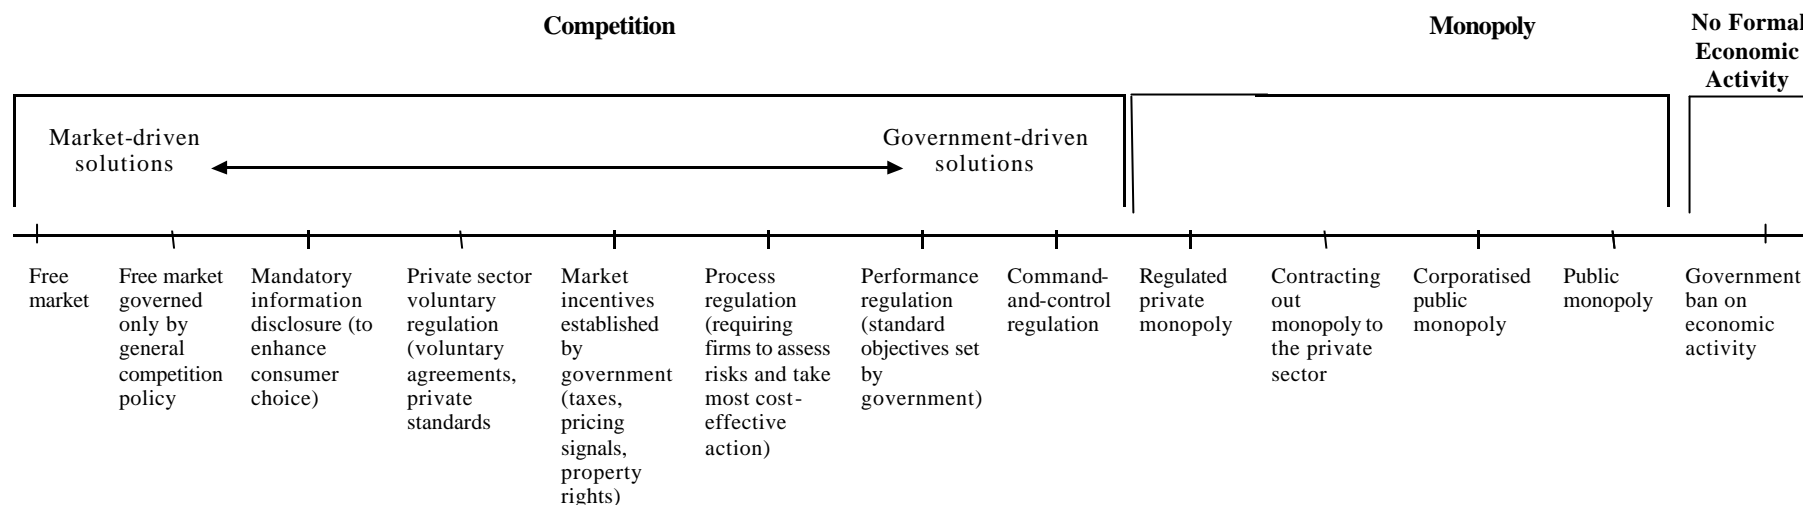 Competition
Monopoly
No Formal
Economic
Activity
Market-driven
solutions
Government-driven
solutions
Free
market
Free market
governed
only by
general
competition
policy
Mandatory
information
disclosure (to
enhance
consumer
choice)
Private sector
voluntary
regulation
(voluntary
agreements,
private
standards
Market
incentives
established
by
government
(taxes,
pricing
signals,
property
rights)
Process
regulation
(requiring
firms to assess
risks and take
most cost-
effective
action)
Performance
regulation
(standard
objectives set
by
government)
Command-
and-control
regulation
Regulated
private
monopoly
Contracting
out
monopoly to
the private
sector
Corporatised
public
monopoly
Public
monopoly
Government
ban on
economic
activity